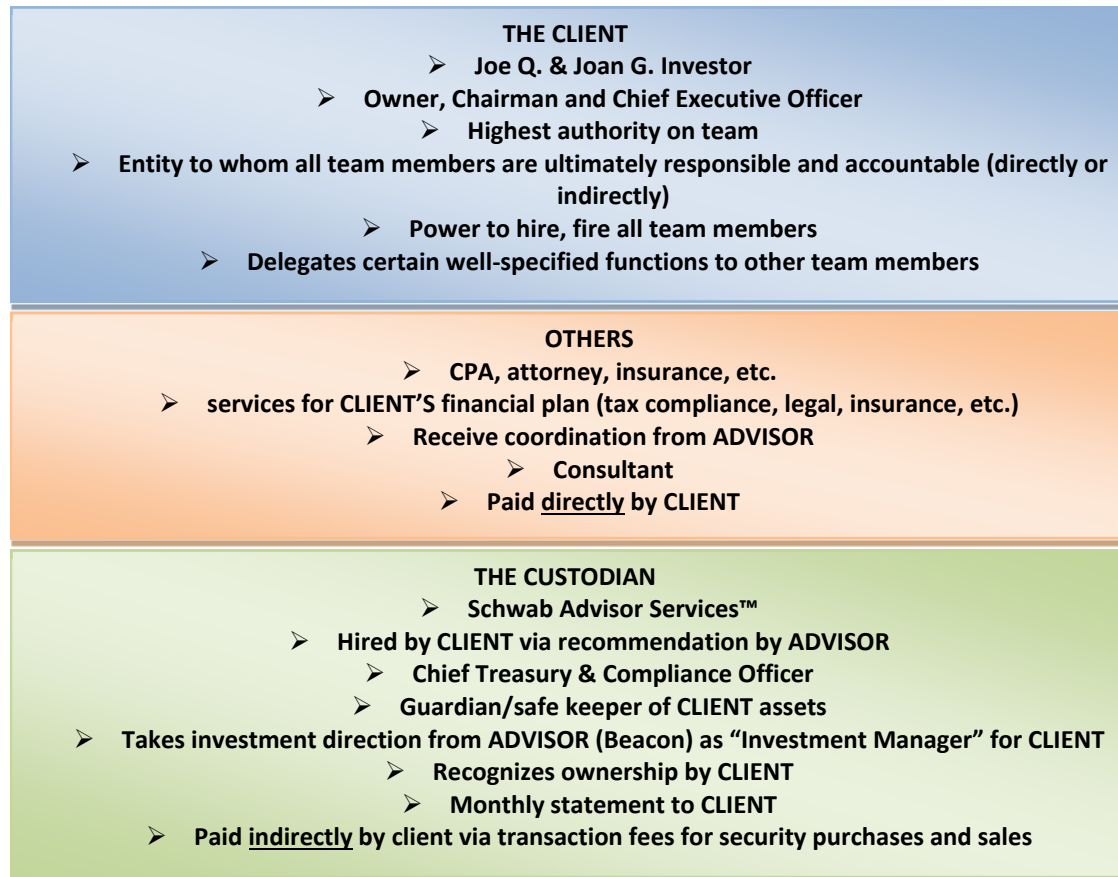 THE CLIENT
➢ Joe Q. & Joan G. Investor
➢ Owner, Chairman and Chief Executive Officer
➢ Highest authority on team
➢ Entity to whom all team members are ultimately responsible and accountable (directly or
indirectly)
➢ Power to hire, fire all team members
➢ Delegates certain well-specified functions to other team members
OTHERS
➢ CPA, attorney, insurance, etc.
➢ services for CLIENT’S financial plan (tax compliance, legal, insurance, etc.)
➢ Receive coordination from ADVISOR
➢ Consultant
➢ Paid directly by CLIENT
THE CUSTODIAN
➢ Schwab Advisor Services™
➢ Hired by CLIENT via recommendation by ADVISOR
➢ Chief Treasury & Compliance Officer
➢ Guardian/safe keeper of CLIENT assets
➢ Takes investment direction from ADVISOR (Beacon) as “Investment Manager” for CLIENT
➢ Recognizes ownership by CLIENT
➢ Monthly statement to CLIENT
➢ Paid indirectly by client via transaction fees for security purchases and sales